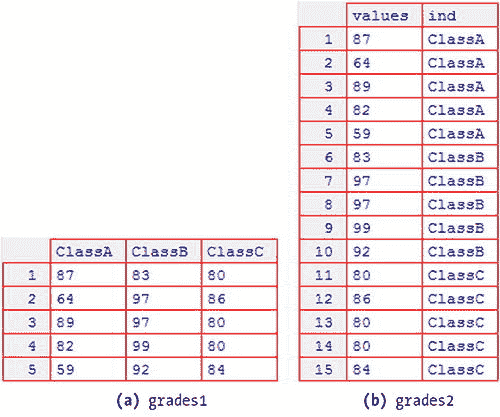 ClassA ClassB ClassC
1 87 83 80
2 64 97 86
3 89 97 80
4 82 99 80
5 59 92 84
(a) grades1
values ind
1 87 ClassA
2 64 ClassA
3 89 ClassA
4 82 ClassA
5 59 ClassA
6 83 ClassB
7 97 ClassB
8 97 ClassB
9 99 ClassB
10 92 ClassB
11 80 ClassC
12 86 ClassC
13 80 ClassC
14 80 ClassC
15 84 ClassC
(b) grades2